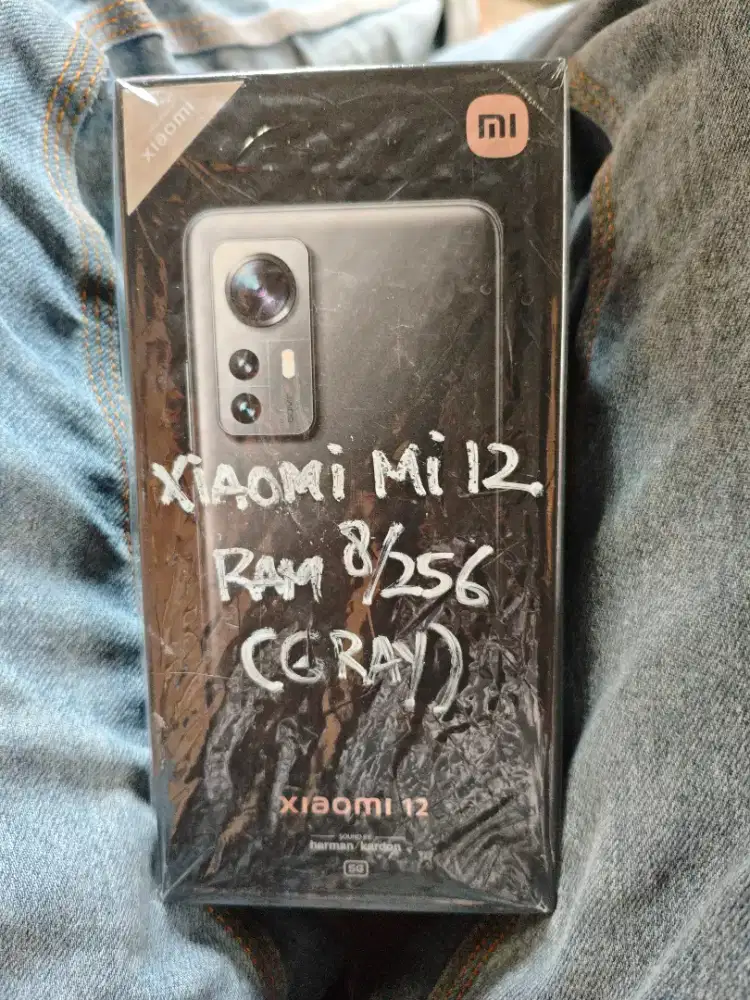 xiaomi
mi
XIAOMI Mi 12
RAM 8/256
(GRAY)
xiaomi 12
SOUND BY
harman/kardon
5G